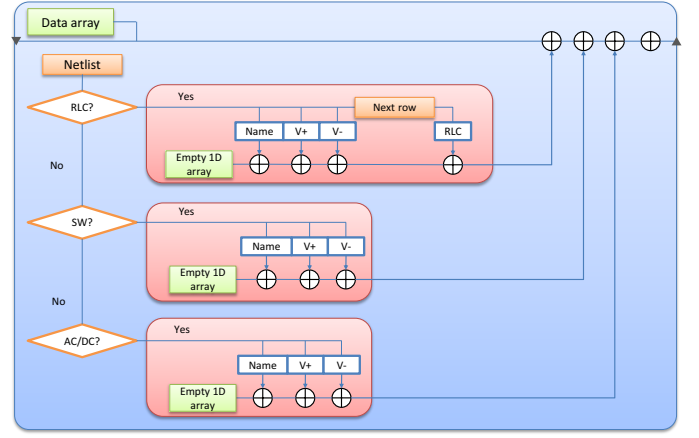 Data array
Netlist
RLC?
Yes
Next row
Name
V+
V-
RLC
Empty 1D
array
No
SW?
Yes
Name
V+
V-
Empty 1D
array
No
AC/DC?
Yes
Name
V+
V-
Empty 1D
array